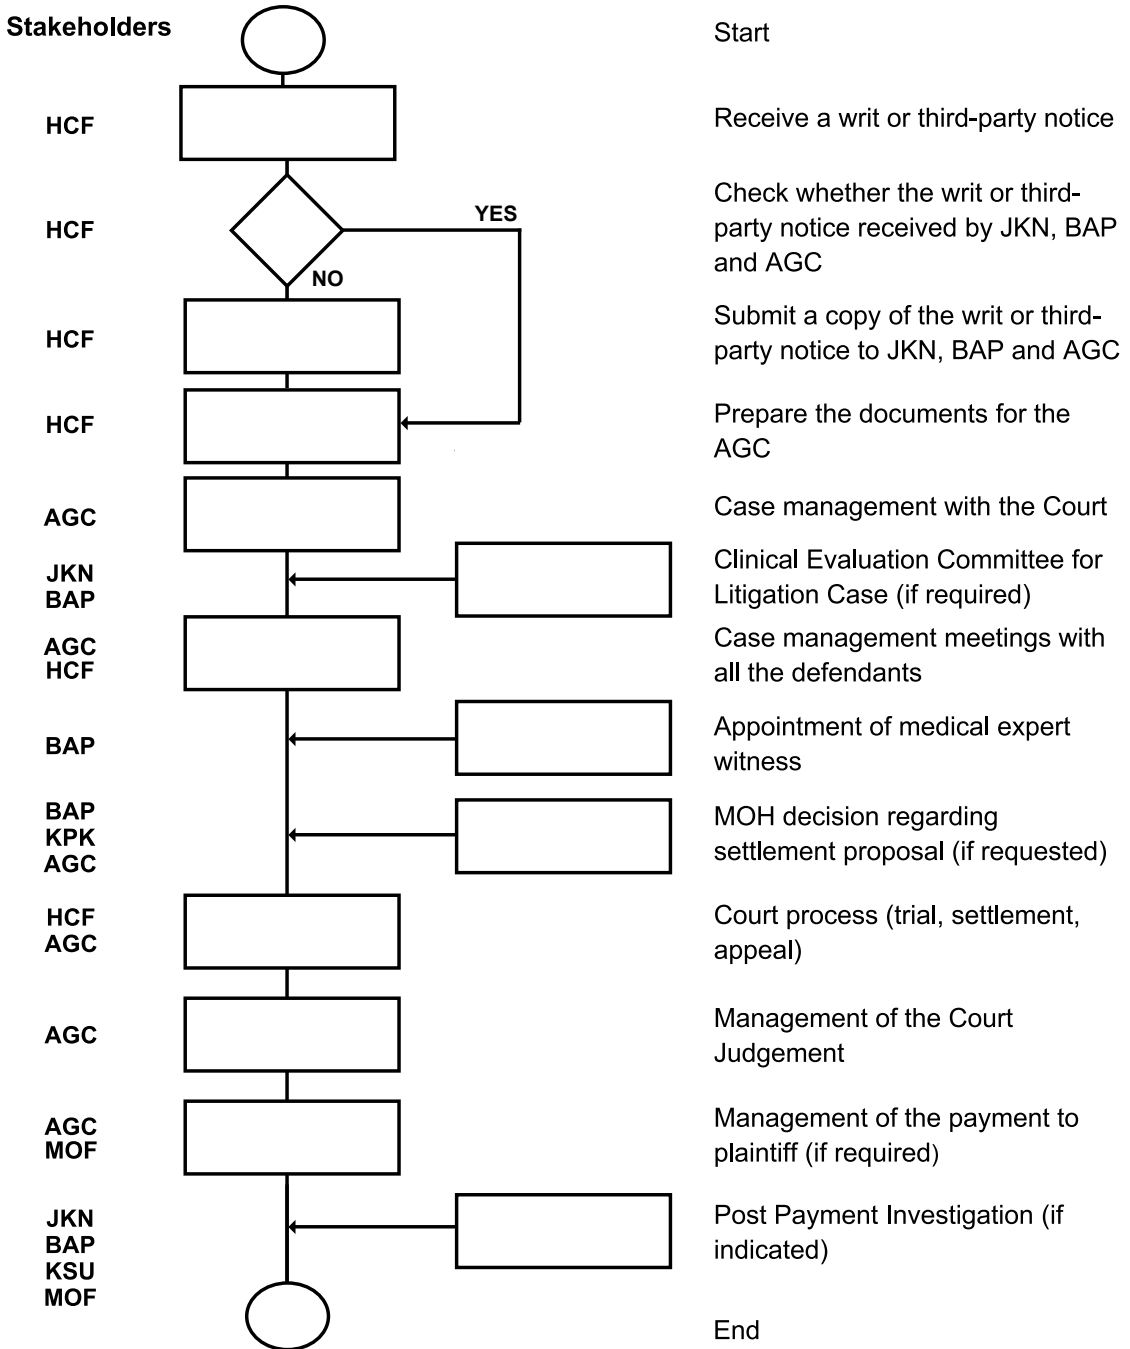 Stakeholders
Start
HCF
Receive a writ or third-party notice
HCF
YES
NO
Check whether the writ or third-
party notice received by JKN, BAP
and AGC
HCF
Submit a copy of the writ or third-
party notice to JKN, BAP and AGC
HCF
Prepare the documents for the
AGC
AGC
Case management with the Court
JKN
BAP
Clinical Evaluation Committee for
Litigation Case (if required)
AGC
HCF
Case management meetings with
all the defendants
BAP
Appointment of medical expert
witness
BAP
KPK
AGC
MOH decision regarding
settlement proposal (if requested)
HCF
AGC
Court process (trial, settlement,
appeal)
AGC
Management of the Court
Judgement
AGC
MOF
Management of the payment to
plaintiff (if required)
JKN
BAP
KSU
MOF
Post Payment Investigation (if
indicated)
End